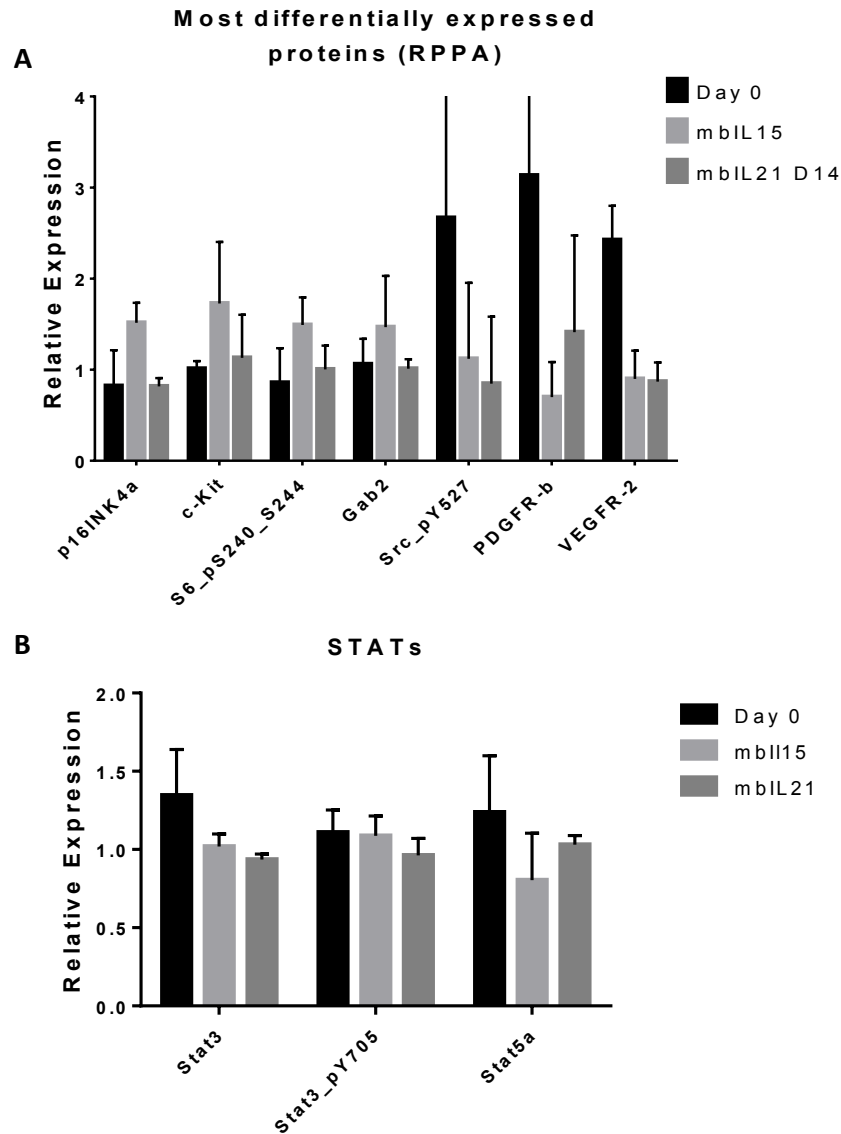 Most differentially expressed
proteins (RPPA)
A
4
3
2
1
0
Relative Expression
Day 0
mbIL15
mbIL21 D14
p16INK4a
c-Kit
S6_pS240_S244
Gab2
Src_pY527
PDGFR-b
VEGFR-2
B
STATs
2.0
1.5
1.0
0.5
0.0
Relative Expression
Day 0
mbIl15
mbIL21
Stat3
Stat3_pY705
Stat5a